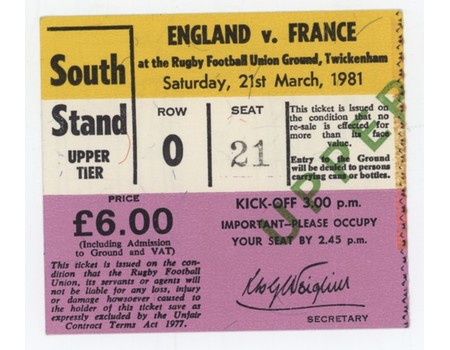 ENGLAND v. FRANCE
at the Rugby Football Union Ground, Twickenham
Saturday, 21st March, 1981
South
Stand
UPPER
TIER
ROW
O
SEAT
21
This ticket is issued on
the condition that no
re-sale is effected for
more than its face
value.
Entry to the Ground
will be denied to persons
carrying cans or bottles.
UPPER
PRICE
£6.00
(Including Admission
to Ground and VAT)
This ticket is issued on the con-
dition that the Rugby Football
Union, its servants or agents will
not be liable for any loss, injury
or damage howsoever caused to
the holder of this ticket save as
expressly excluded by the Unfair
Contract Terms Act 1977.
KICK-OFF 3.00 p.m.
IMPORTANT—PLEASE OCCUPY
YOUR SEAT BY 2.45 p.m.
SECRETARY